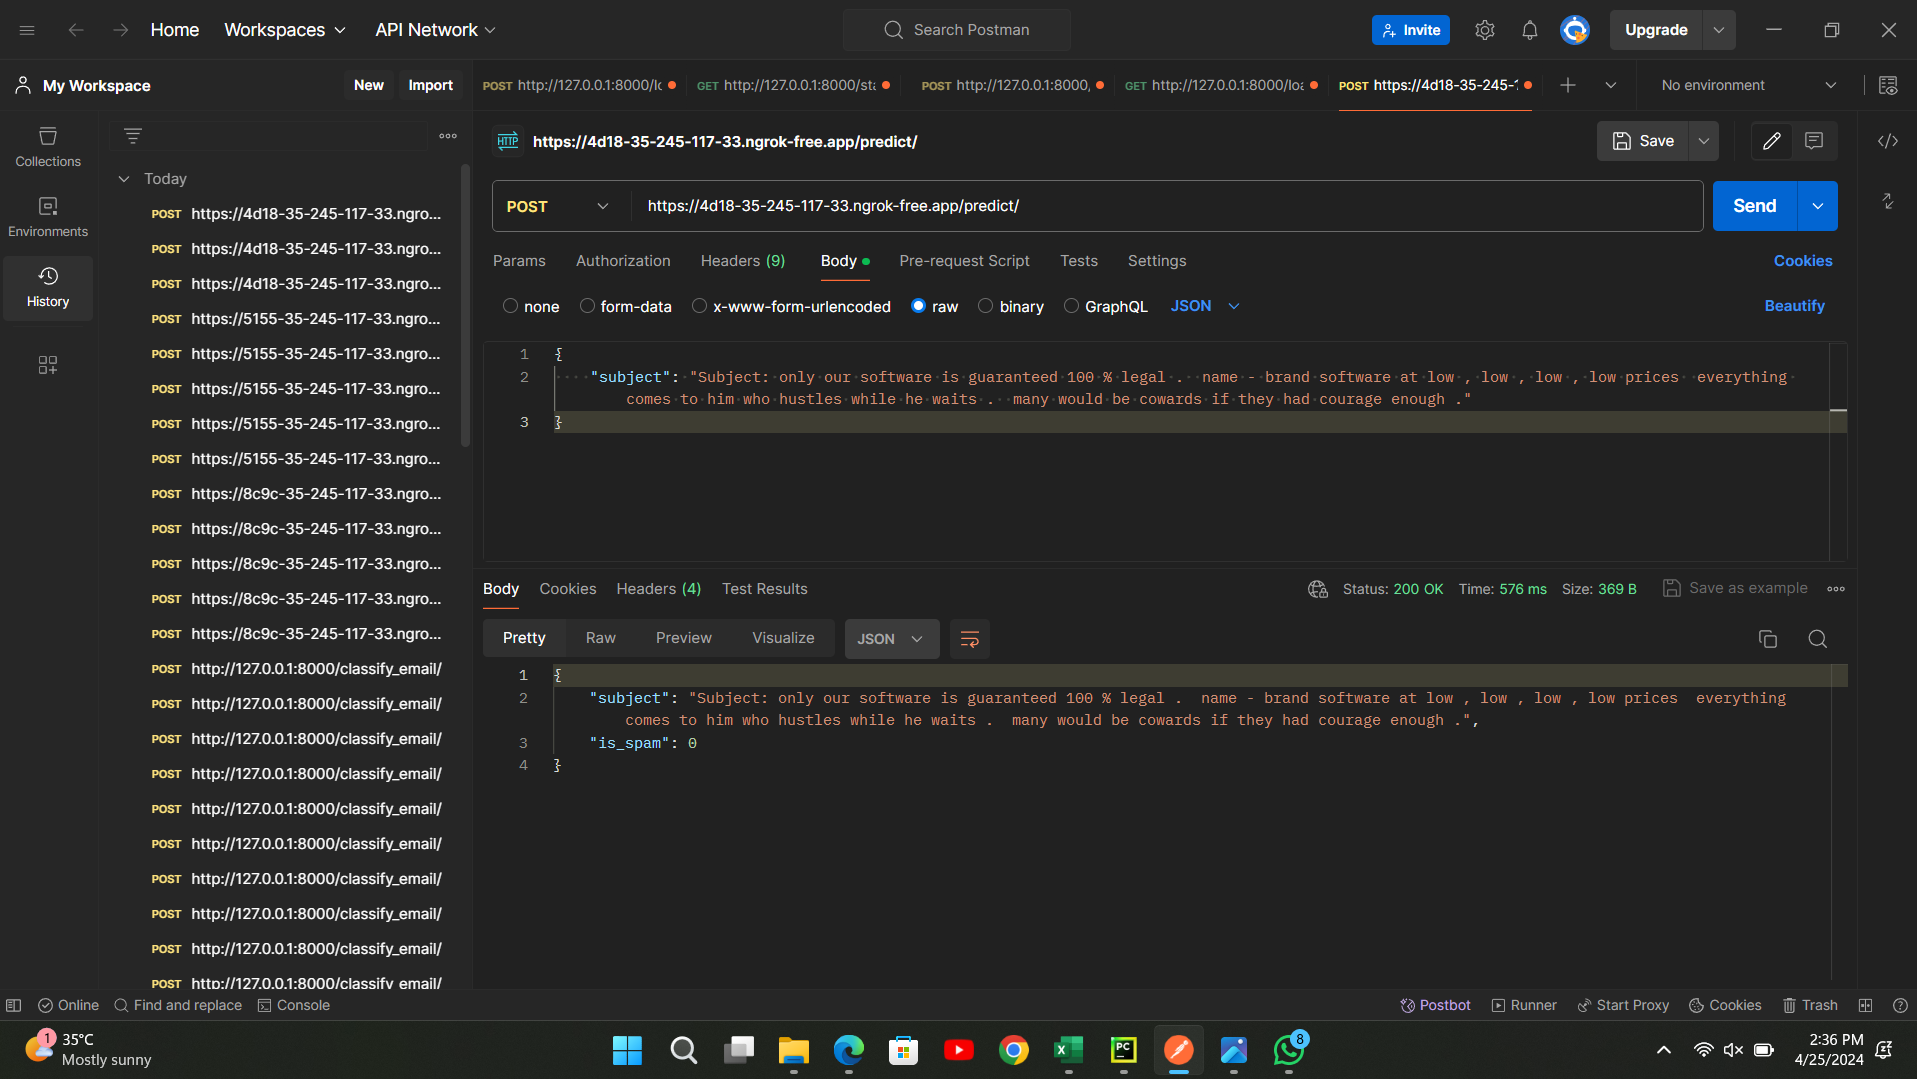 Home
Workspaces
API Network
Search Postman
Invite
Upgrade
My Workspace
New
Import
POST http://127.0.0.1:8000/lc
GET http://127.0.0.1:8000/sta
POST http://127.0.0.1:8000,
GET http://127.0.0.1:8000/loa
POST https://4d18-35-245-1
No environment
Collections
Environments
History
Today
POST https://4d18-35-245-117-33.ngro...
POST https://4d18-35-245-117-33.ngro...
POST https://4d18-35-245-117-33.ngro...
POST https://5155-35-245-117-33.ngro...
POST https://5155-35-245-117-33.ngro...
POST https://5155-35-245-117-33.ngro...
POST https://5155-35-245-117-33.ngro...
POST https://5155-35-245-117-33.ngro...
POST https://8c9c-35-245-117-33.ngro...
POST https://8c9c-35-245-117-33.ngro...
POST https://8c9c-35-245-117-33.ngro...
POST https://8c9c-35-245-117-33.ngro...
POST https://8c9c-35-245-117-33.ngro...
POST http://127.0.0.1:8000/classify_email/
POST http://127.0.0.1:8000/classify_email/
POST http://127.0.0.1:8000/classify_email/
POST http://127.0.0.1:8000/classify_email/
POST http://127.0.0.1:8000/classify_email/
POST http://127.0.0.1:8000/classify_email/
POST http://127.0.0.1:8000/classify_email/
POST http://127.0.0.1:8000/classify_email/
POST http://127.0.0.1:8000/classify_email/
POST http://127.0.0.1:8000/classify_email/
HTTP https://4d18-35-245-117-33.ngrok-free.app/predict/
Save
POST https://4d18-35-245-117-33.ngrok-free.app/predict/
Send
Params Authorization Headers (9) Body Pre-request Script Tests Settings
Cookies
none form-data x-www-form-urlencoded raw binary GraphQL JSON
Beautify
1 {
2 "subject": "Subject: only our software is guaranteed 100 % legal .  name - brand software at low , low , low , low prices  everything
comes to him who hustles while he waits .  many would be cowards if they had courage enough ."
3 }
Body Cookies Headers (4) Test Results
Status: 200 OK Time: 576 ms Size: 369 B
Save as example
Pretty Raw Preview Visualize JSON
1 {
2 "subject": "Subject: only our software is guaranteed 100 % legal .  name - brand software at low , low , low , low prices  everything
comes to him who hustles while he waits .  many would be cowards if they had courage enough .",
3 "is_spam": 0
4 }
Online Find and replace Console
Postbot Runner Start Proxy Cookies Trash
1
35°C
Mostly sunny
PC
8
2:36 PM
4/25/2024